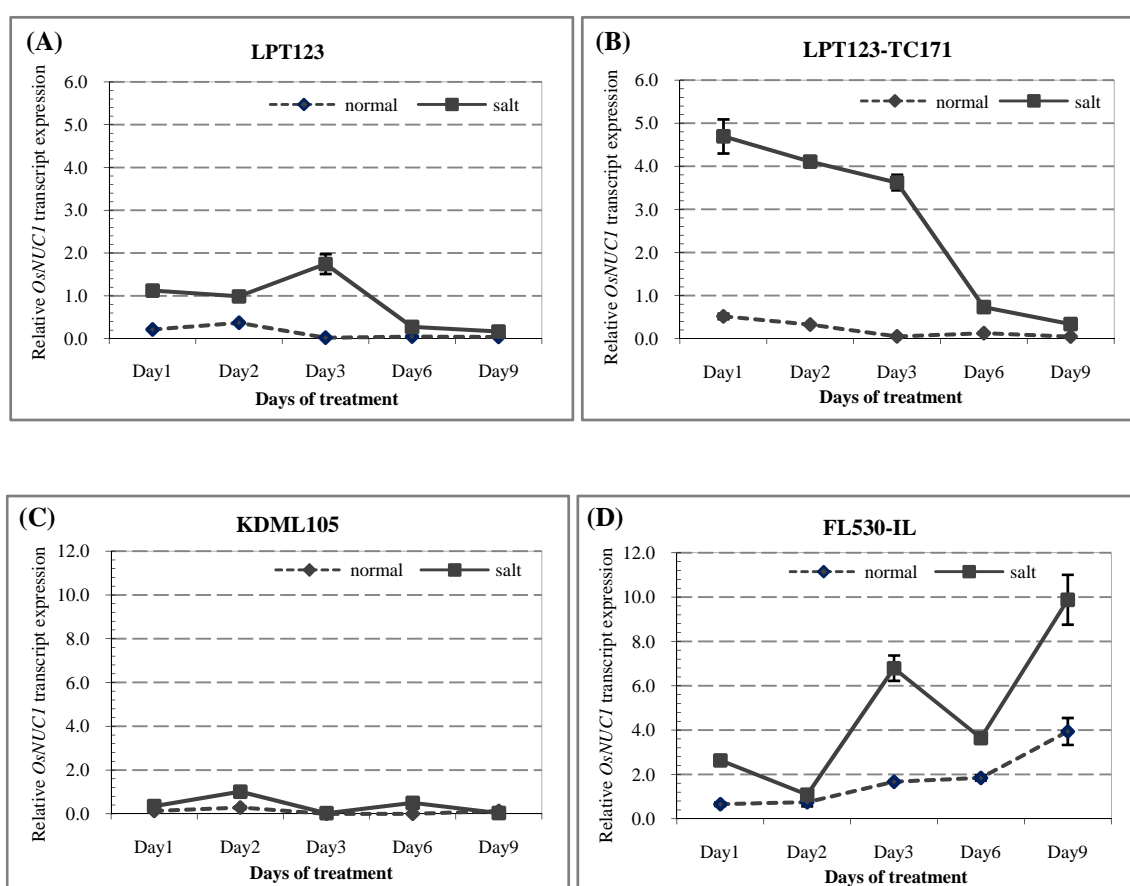 (A)
LPT123
Relative OsNUC1 transcript expression
6.0
5.0
4.0
3.0
2.0
1.0
0.0
normal
salt
Day1 Day2 Day3 Day6 Day9
Days of treatment
(B)
LPT123-TC171
Relative OsNUC1 transcript expression
6.0
5.0
4.0
3.0
2.0
1.0
0.0
normal
salt
Day1 Day2 Day3 Day6 Day9
Days of treatment
(C)
KDML105
Relative OsNUC1 transcript expression
12.0
10.0
8.0
6.0
4.0
2.0
0.0
normal
salt
Day1 Day2 Day3 Day6 Day9
Days of treatment
(D)
FL530-IL
Relative OsNUC1 transcript expression
12.0
10.0
8.0
6.0
4.0
2.0
0.0
normal
salt
Day1 Day2 Day3 Day6 Day9
Days of treatment